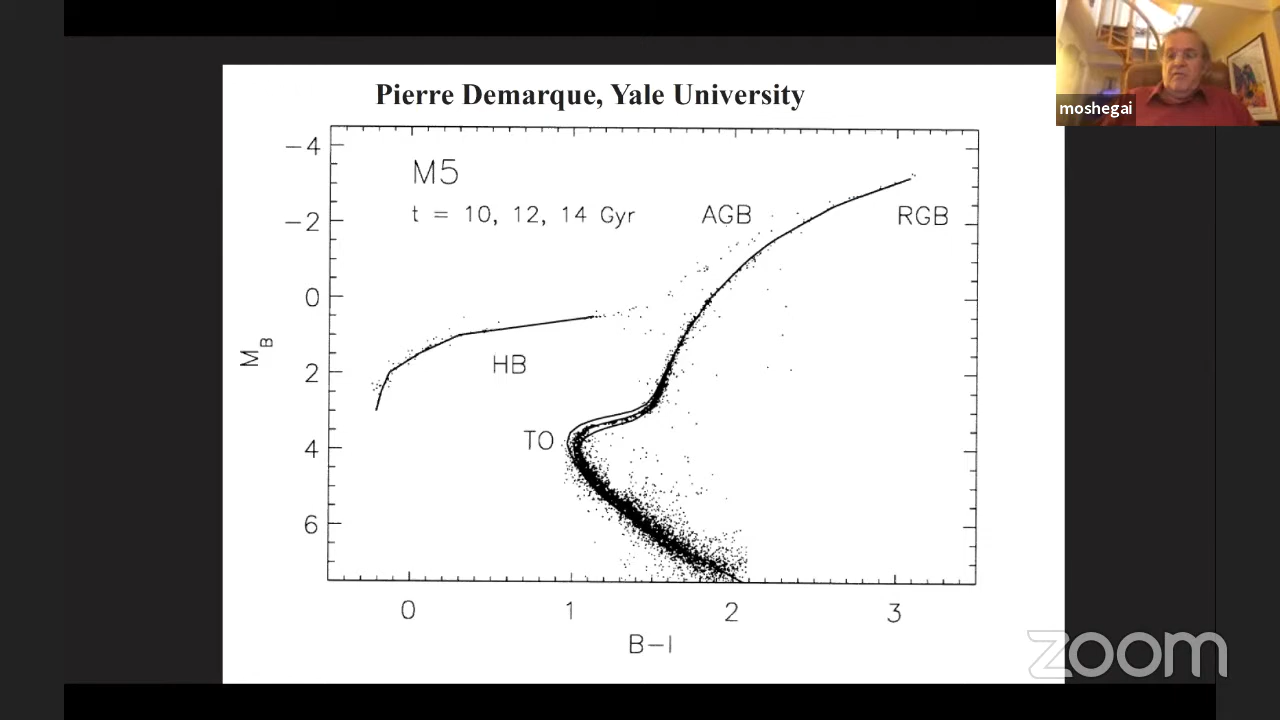 Pierre Demarque, Yale University
moshegai
M5
t = 10, 12, 14 Gyr
AGB
RGB
HB
TO
−4
−2
0
2
4
6
M_B
0 1 2 3
B−I
zoom